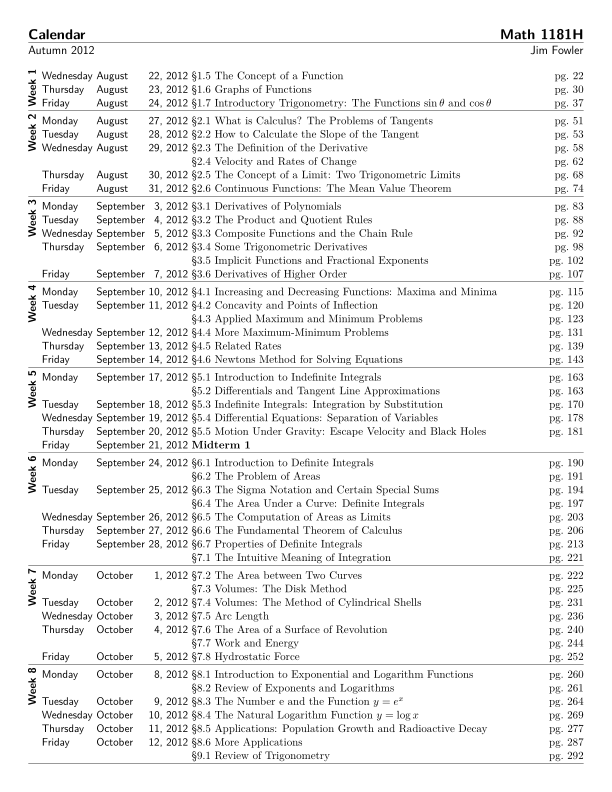 Calendar Math 1181H
Autumn 2012 Jim Fowler
Week 1
Wednesday August 22, 2012 §1.5 The Concept of a Function pg. 22
Thursday August 23, 2012 §1.6 Graphs of Functions pg. 30
Friday August 24, 2012 §1.7 Introductory Trigonometry: The Functions sin θ and cos θ pg. 37
Week 2
Monday August 27, 2012 §2.1 What is Calculus? The Problems of Tangents pg. 51
Tuesday August 28, 2012 §2.2 How to Calculate the Slope of the Tangent pg. 53
Wednesday August 29, 2012 §2.3 The Definition of the Derivative pg. 58
§2.4 Velocity and Rates of Change pg. 62
Thursday August 30, 2012 §2.5 The Concept of a Limit: Two Trigonometric Limits pg. 68
Friday August 31, 2012 §2.6 Continuous Functions: The Mean Value Theorem pg. 74
Week 3
Monday September 3, 2012 §3.1 Derivatives of Polynomials pg. 83
Tuesday September 4, 2012 §3.2 The Product and Quotient Rules pg. 88
Wednesday September 5, 2012 §3.3 Composite Functions and the Chain Rule pg. 92
Thursday September 6, 2012 §3.4 Some Trigonometric Derivatives pg. 98
§3.5 Implicit Functions and Fractional Exponents pg. 102
Friday September 7, 2012 §3.6 Derivatives of Higher Order pg. 107
Week 4
Monday September 10, 2012 §4.1 Increasing and Decreasing Functions: Maxima and Minima pg. 115
Tuesday September 11, 2012 §4.2 Concavity and Points of Inflection pg. 120
§4.3 Applied Maximum and Minimum Problems pg. 123
Wednesday September 12, 2012 §4.4 More Maximum-Minimum Problems pg. 131
Thursday September 13, 2012 §4.5 Related Rates pg. 139
Friday September 14, 2012 §4.6 Newtons Method for Solving Equations pg. 143
Week 5
Monday September 17, 2012 §5.1 Introduction to Indefinite Integrals pg. 163
§5.2 Differentials and Tangent Line Approximations pg. 163
Tuesday September 18, 2012 §5.3 Indefinite Integrals: Integration by Substitution pg. 170
Wednesday September 19, 2012 §5.4 Differential Equations: Separation of Variables pg. 178
Thursday September 20, 2012 §5.5 Motion Under Gravity: Escape Velocity and Black Holes pg. 181
Friday September 21, 2012 Midterm 1
Week 6
Monday September 24, 2012 §6.1 Introduction to Definite Integrals pg. 190
§6.2 The Problem of Areas pg. 191
Tuesday September 25, 2012 §6.3 The Sigma Notation and Certain Special Sums pg. 194
§6.4 The Area Under a Curve: Definite Integrals pg. 197
Wednesday September 26, 2012 §6.5 The Computation of Areas as Limits pg. 203
Thursday September 27, 2012 §6.6 The Fundamental Theorem of Calculus pg. 206
Friday September 28, 2012 §6.7 Properties of Definite Integrals pg. 213
§7.1 The Intuitive Meaning of Integration pg. 221
Week 7
Monday October 1, 2012 §7.2 The Area between Two Curves pg. 222
§7.3 Volumes: The Disk Method pg. 225
Tuesday October 2, 2012 §7.4 Volumes: The Method of Cylindrical Shells pg. 231
Wednesday October 3, 2012 §7.5 Arc Length pg. 236
Thursday October 4, 2012 §7.6 The Area of a Surface of Revolution pg. 240
§7.7 Work and Energy pg. 244
Friday October 5, 2012 §7.8 Hydrostatic Force pg. 252
Week 8
Monday October 8, 2012 §8.1 Introduction to Exponential and Logarithm Functions pg. 260
§8.2 Review of Exponents and Logarithms pg. 261
Tuesday October 9, 2012 §8.3 The Number e and the Function y = eˣ pg. 264
Wednesday October 10, 2012 §8.4 The Natural Logarithm Function y = log x pg. 269
Thursday October 11, 2012 §8.5 Applications: Population Growth and Radioactive Decay pg. 277
Friday October 12, 2012 §8.6 More Applications pg. 287
§9.1 Review of Trigonometry pg. 292